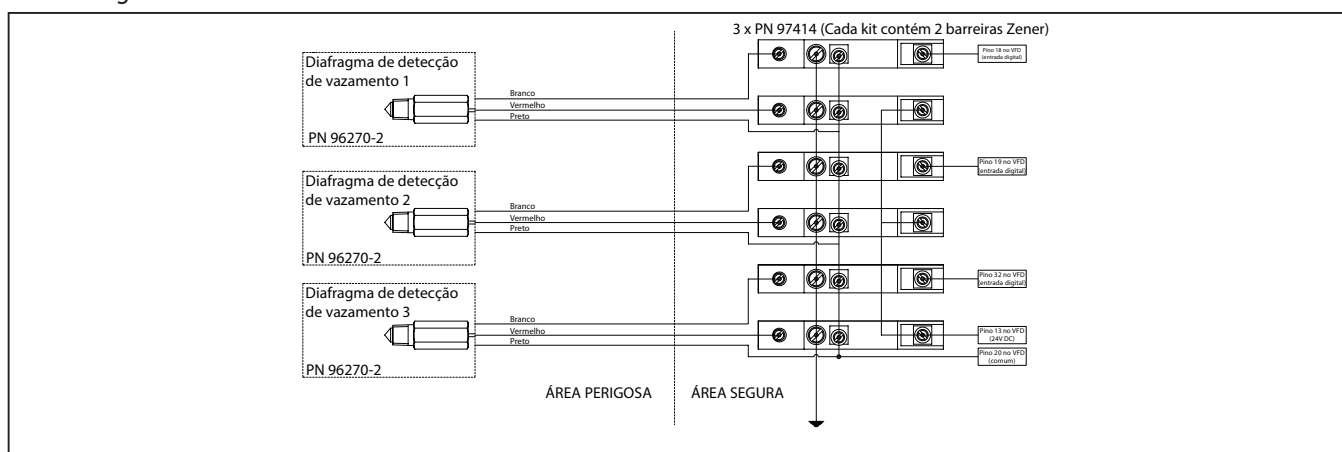 3 x PN 97414 (Cada kit contém 2 barreiras Zener)
Diafragma de detecção
de vazamento 1
PN 96270-2
Branco
Vermelho
Preto
Pino 18 no VFD
(entrada digital)
Diafragma de detecção
de vazamento 2
PN 96270-2
Branco
Vermelho
Preto
Pino 19 no VFD
(entrada digital)
Diafragma de detecção
de vazamento 3
PN 96270-2
Branco
Vermelho
Preto
Pino 32 no VFD
(entrada digital)
Pino 13 no VFD
(24V DC)
Pino 20 no VFD
(comum)
ÁREA PERIGOSA
ÁREA SEGURA